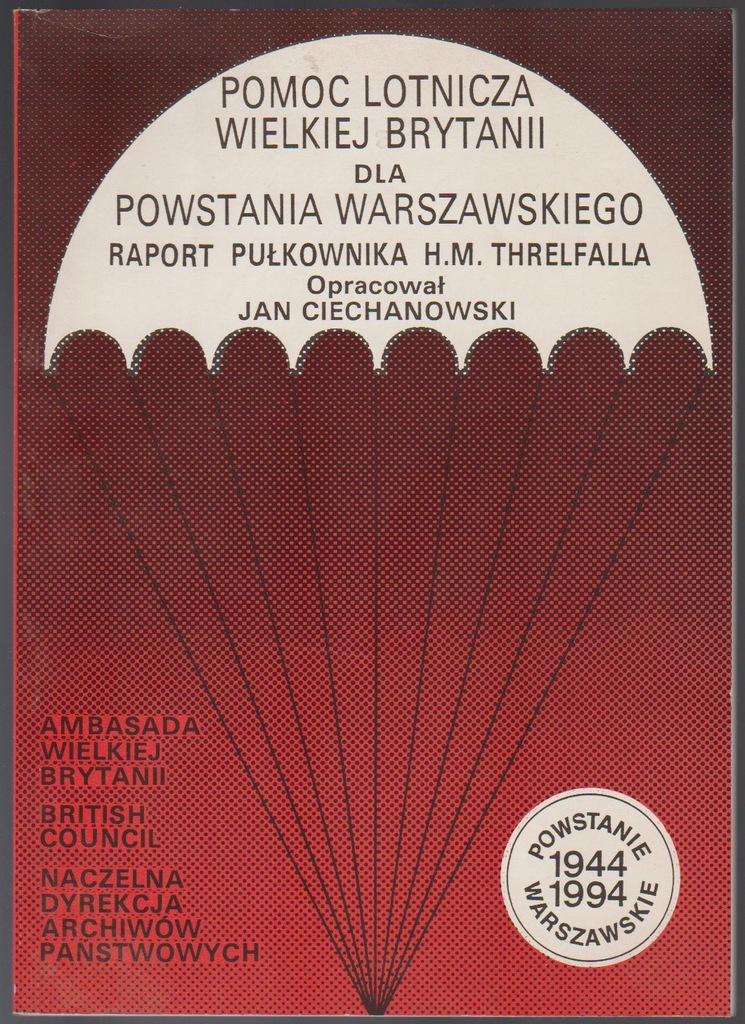 POMOC LOTNICZA
WIELKIEJ BRYTANII
DLA
POWSTANIA WARSZAWSKIEGO
RAPORT PUŁKOWNIKA H.M. THRELFALLA
Opracował
JAN CIECHANOWSKI
AMBASADA
WIELKIEJ
BRYTANII
BRITISH
COUNCIL
NACZELNA
DYREKCJA
ARCHIWÓW
PAŃSTWOWYCH
POWSTANIE
1944
1994
WARSZAWSKIE